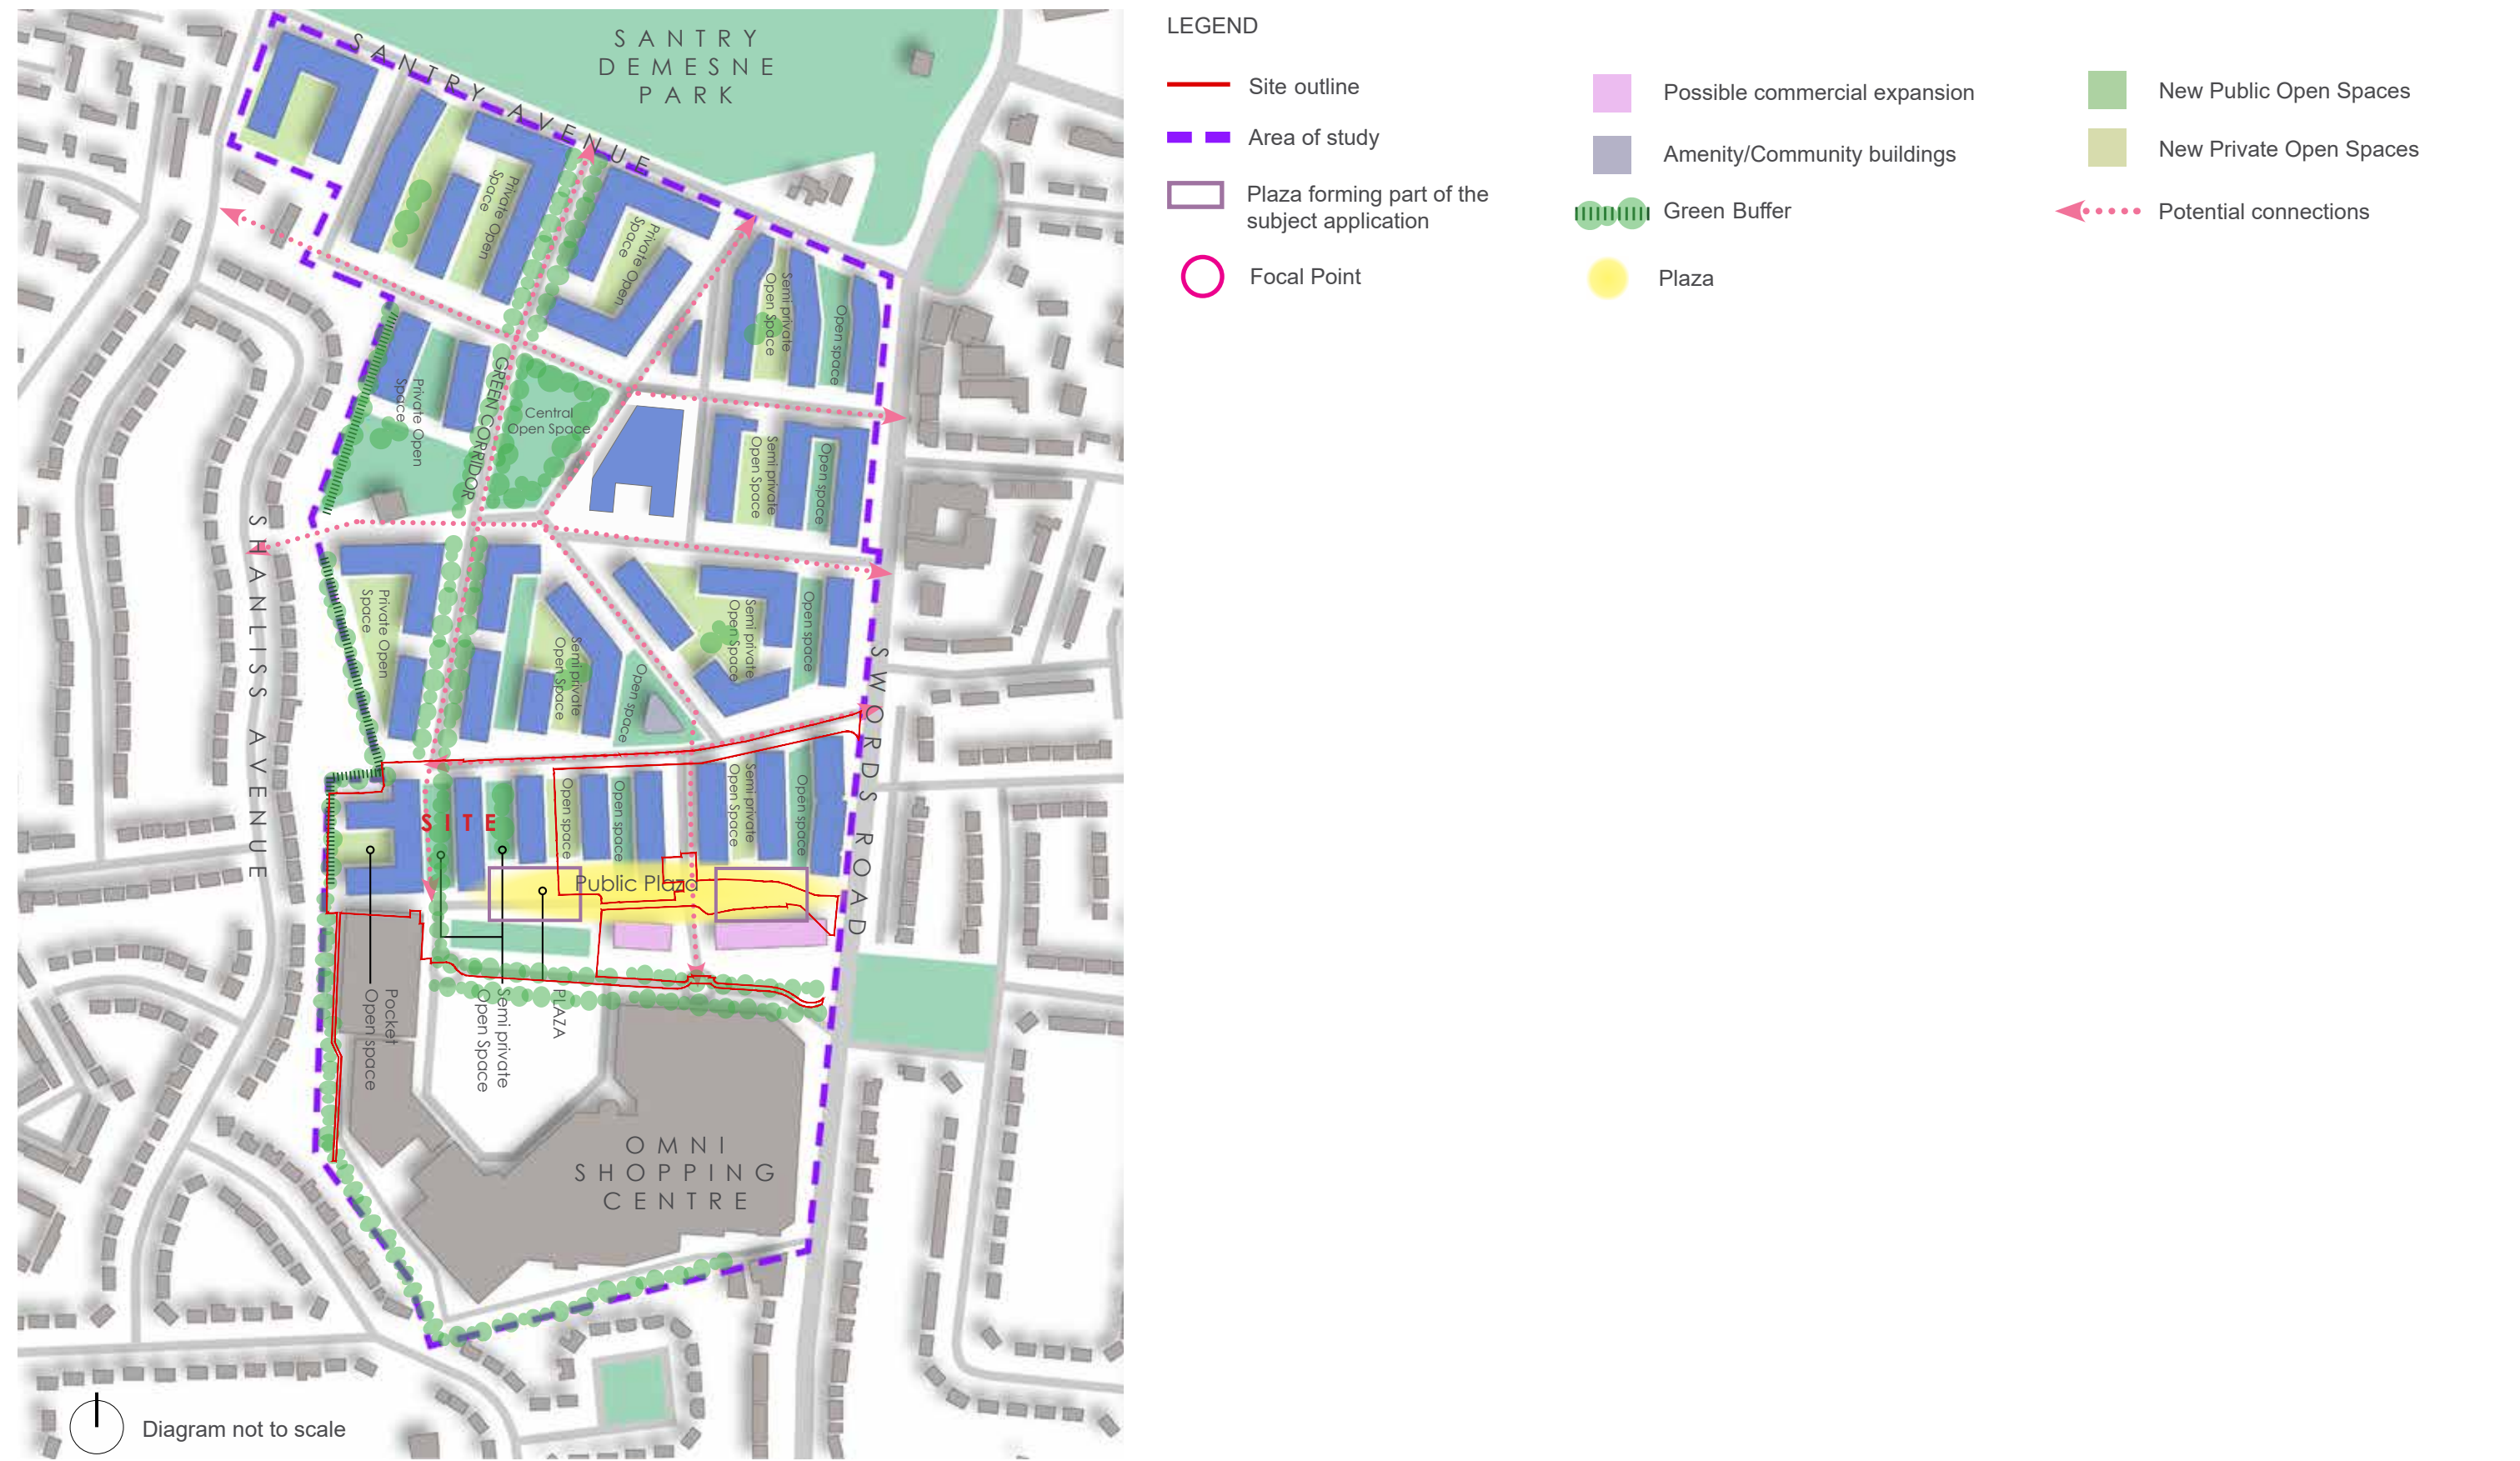 SANTRY
DEMESNE
PARK
SANTRY AVENUE
Private Open
Space
Private Open
Space
Semi private
Open Space
Open space
Private Open
Space
GREEN CORRIDOR
Central
Open Space
Semi private
Open Space
Open space
SHANLISS AVENUE
Private Open
Space
Semi private
Open Space
Open space
Semi private
Open Space
Open space
SWORDS ROAD
SITE
Open space
Open space
Semi private
Open Space
Open space
Public Plaza
Pocket
Open space
Semi private
Open Space
PLAZA
OMNI
SHOPPING
CENTRE
Diagram not to scale
LEGEND
Site outline
Area of study
Plaza forming part of the
subject application
Focal Point
Possible commercial expansion
Amenity/Community buildings
Green Buffer
Plaza
New Public Open Spaces
New Private Open Spaces
Potential connections